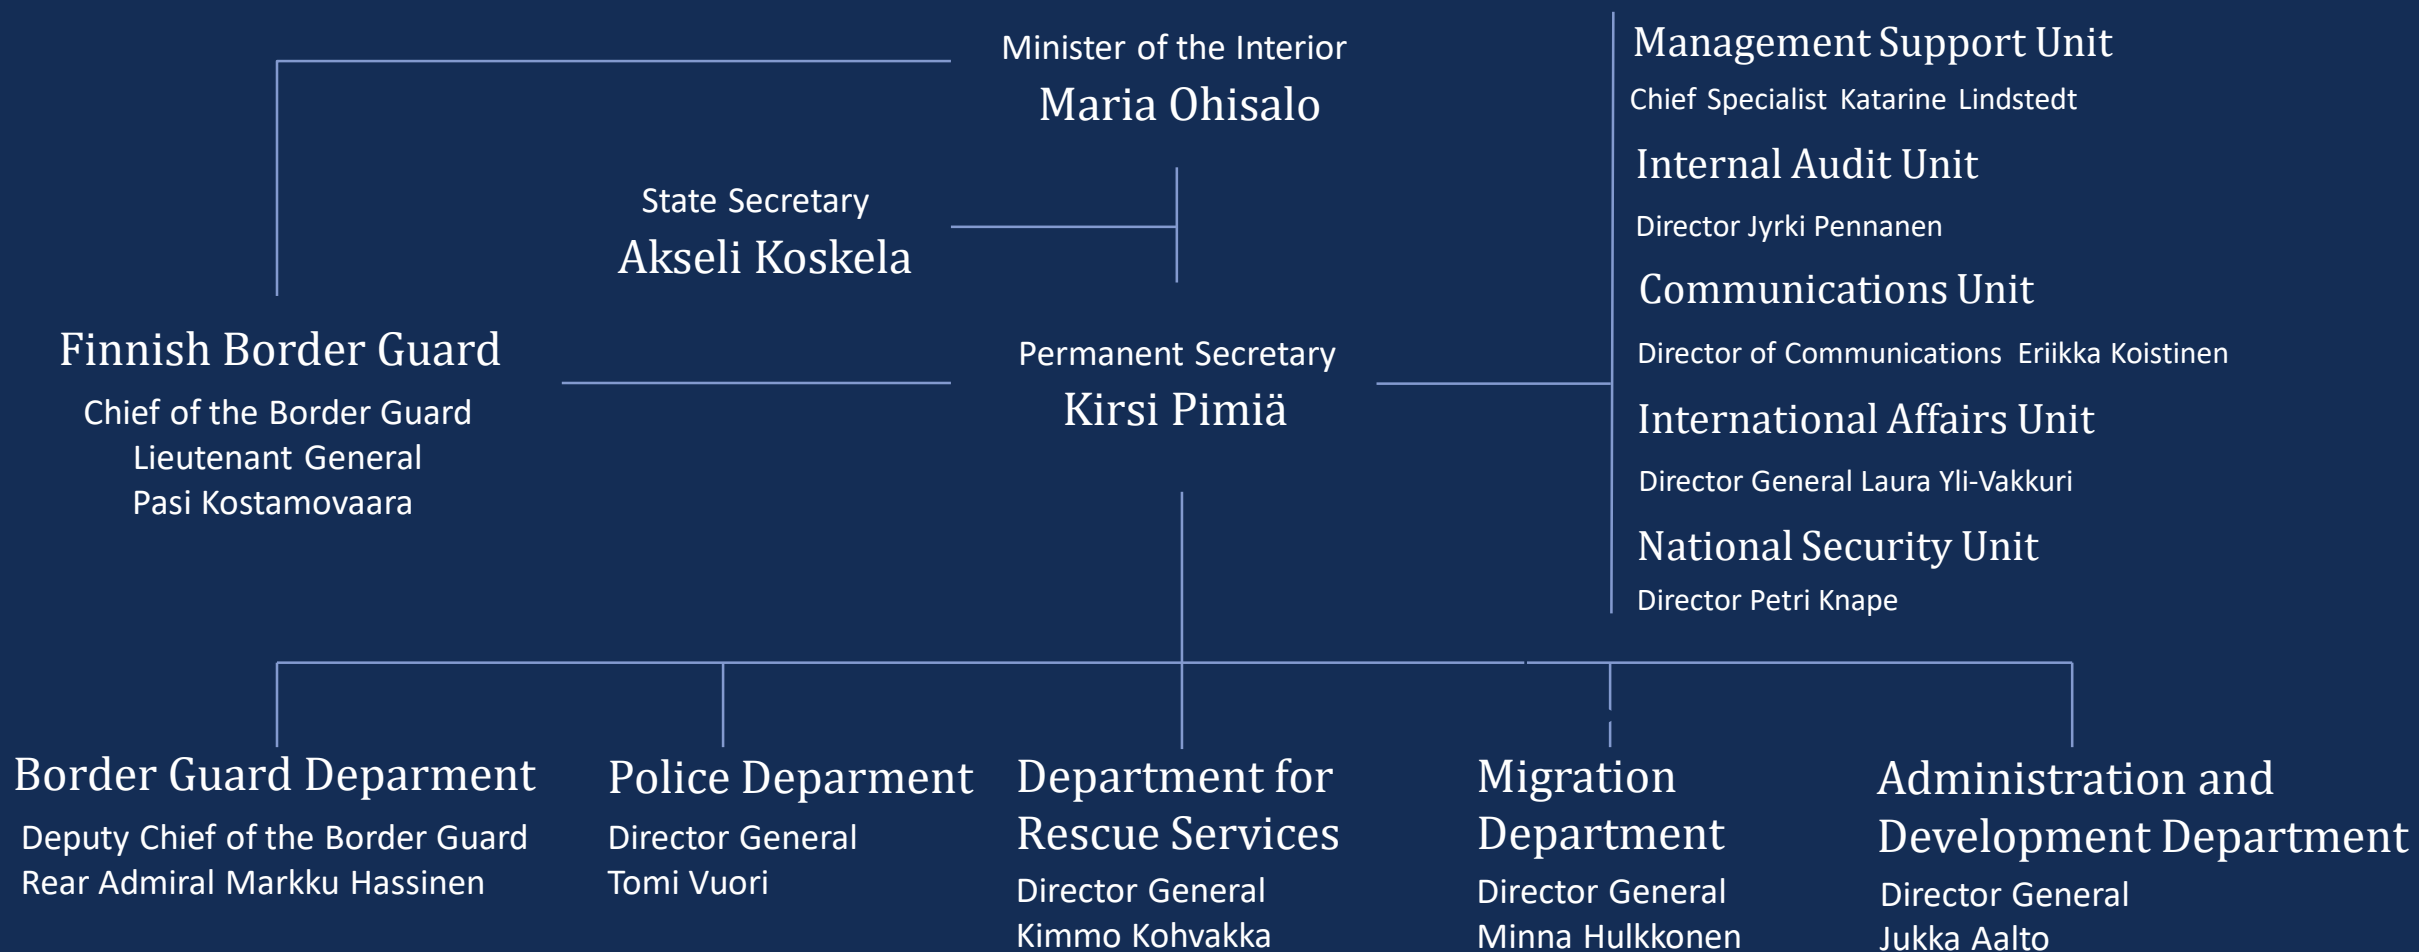 Minister of the Interior
Maria Ohisalo
State Secretary
Akseli Koskela
Finnish Border Guard
Chief of the Border Guard
Lieutenant General
Pasi Kostamovaara
Permanent Secretary
Kirsi Pimiä
Management Support Unit
Chief Specialist Katarine Lindstedt
Internal Audit Unit
Director Jyrki Pennanen
Communications Unit
Director of Communications Eriikka Koistinen
International Affairs Unit
Director General Laura Yli-Vakkuri
National Security Unit
Director Petri Knape
Border Guard Deparment
Deputy Chief of the Border Guard
Rear Admiral Markku Hassinen
Police Deparment
Director General
Tomi Vuori
Department for
Rescue Services
Director General
Kimmo Kohvakka
Migration
Department
Director General
Minna Hulkkonen
Administration and
Development Department
Director General
Jukka Aalto